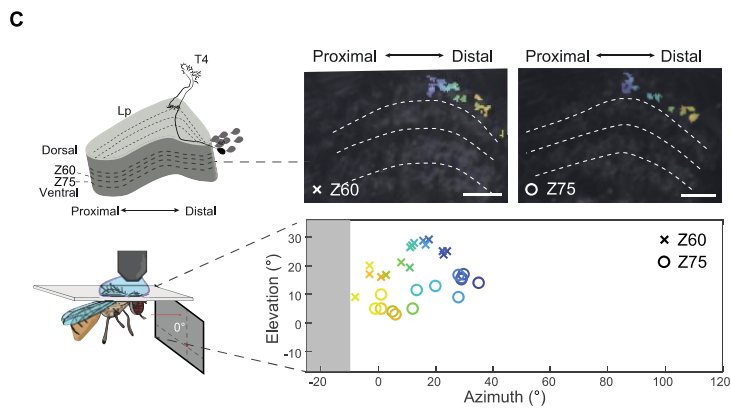 C
T4
Lp
Dorsal
Z60
Z75
Ventral
Proximal Distal
Proximal Distal
× Z60
Proximal Distal
○ Z75
0°
Elevation (°)
30
20
10
0
-10
× Z60
○ Z75
-20 0 20 40 60 80 100 120
Azimuth (°)